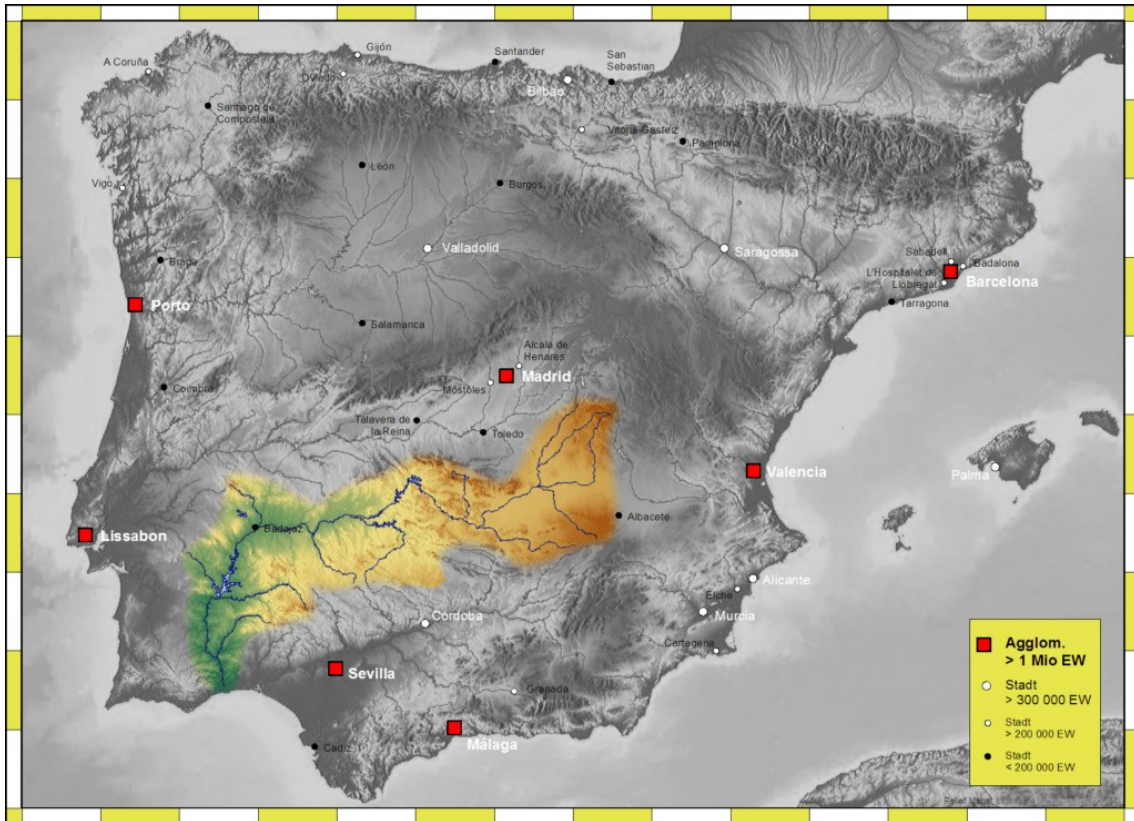 Gijón
A Coruña
Oviedo
Santander
San
Sebastian
Bilbao
Santiago de
Compostela
Vitoria-Gasteiz
Pamplona
León
Burgos
Vigo
Valladolid
Saragossa
Sabadell
Badalona
L'Hospitalet de
Llobregat
Barcelona
Tarragona
Braga
Porto
Salamanca
Alcala de
Henares
Madrid
Móstoles
Coimbra
Talavera de
la Reina
Toledo
Valencia
Palma
Badajoz
Albacete
Lissabon
Alicante
Elche
Murcia
Cordoba
Cartagena
Sevilla
Granada
Málaga
Cadiz
Agglom.
> 1 Mio EW
Stadt
> 300 000 EW
Stadt
> 200 000 EW
Stadt
< 200 000 EW